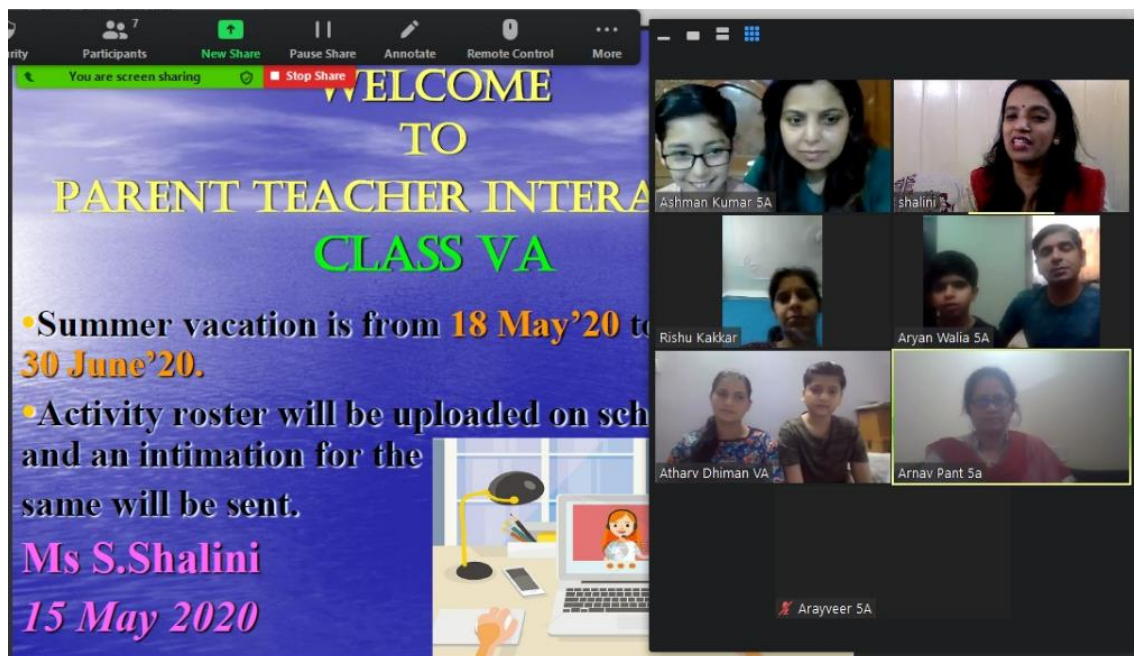 7
Participants
New Share
Pause Share
Annotate
Remote Control
More
You are screen sharing
Stop Share
WELCOME
TO
PARENT TEACHER
CLASS VA
•Summer vacation is from 18 May'20
30 June'20.
•Activity roster will be uploaded on
and an intimation for the
same will be sent.
Ms S.Shalini
15 May 2020
Ashman Kumar 5A
shalini
Rishu Kakkar
Aryan Walia 5A
Atharv Dhiman VA
Arnav Pant 5a
Arayveer 5A